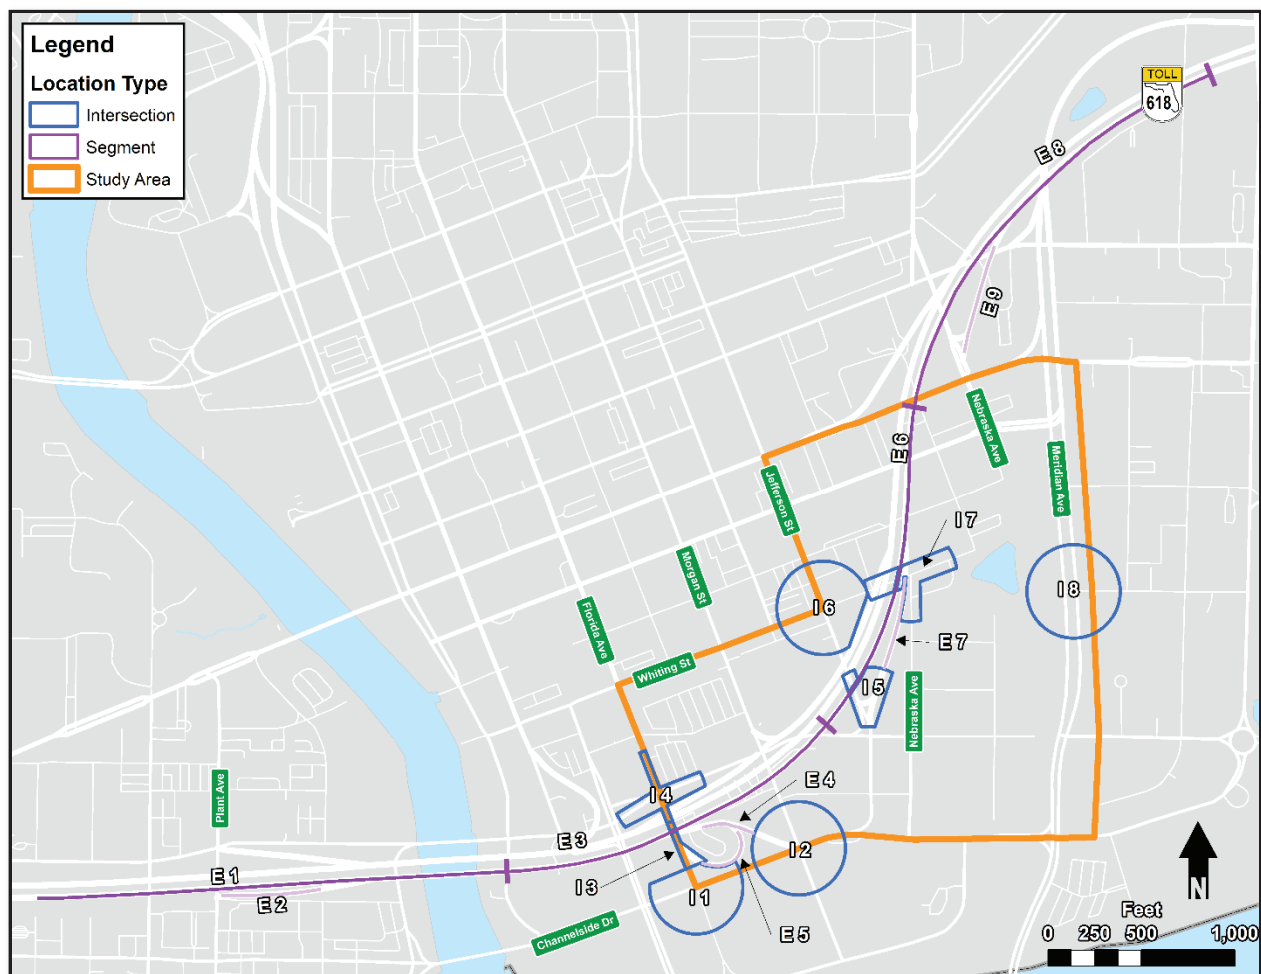 Legend
Location Type
Intersection
Segment
Study Area
TOLL
618
E 8
E 9
Nebraska Ave
E 6
Meridian Ave
Jefferson St
I 7
Morgan St
I 8
I 6
Florida Ave
E 7
Whiting St
I 5
Nebraska Ave
Plant Ave
I 4
E 4
E 3
I 2
E 1
I 3
E 2
I 1
N
Channelside Dr
E 5
Feet
0 250 500 1,000